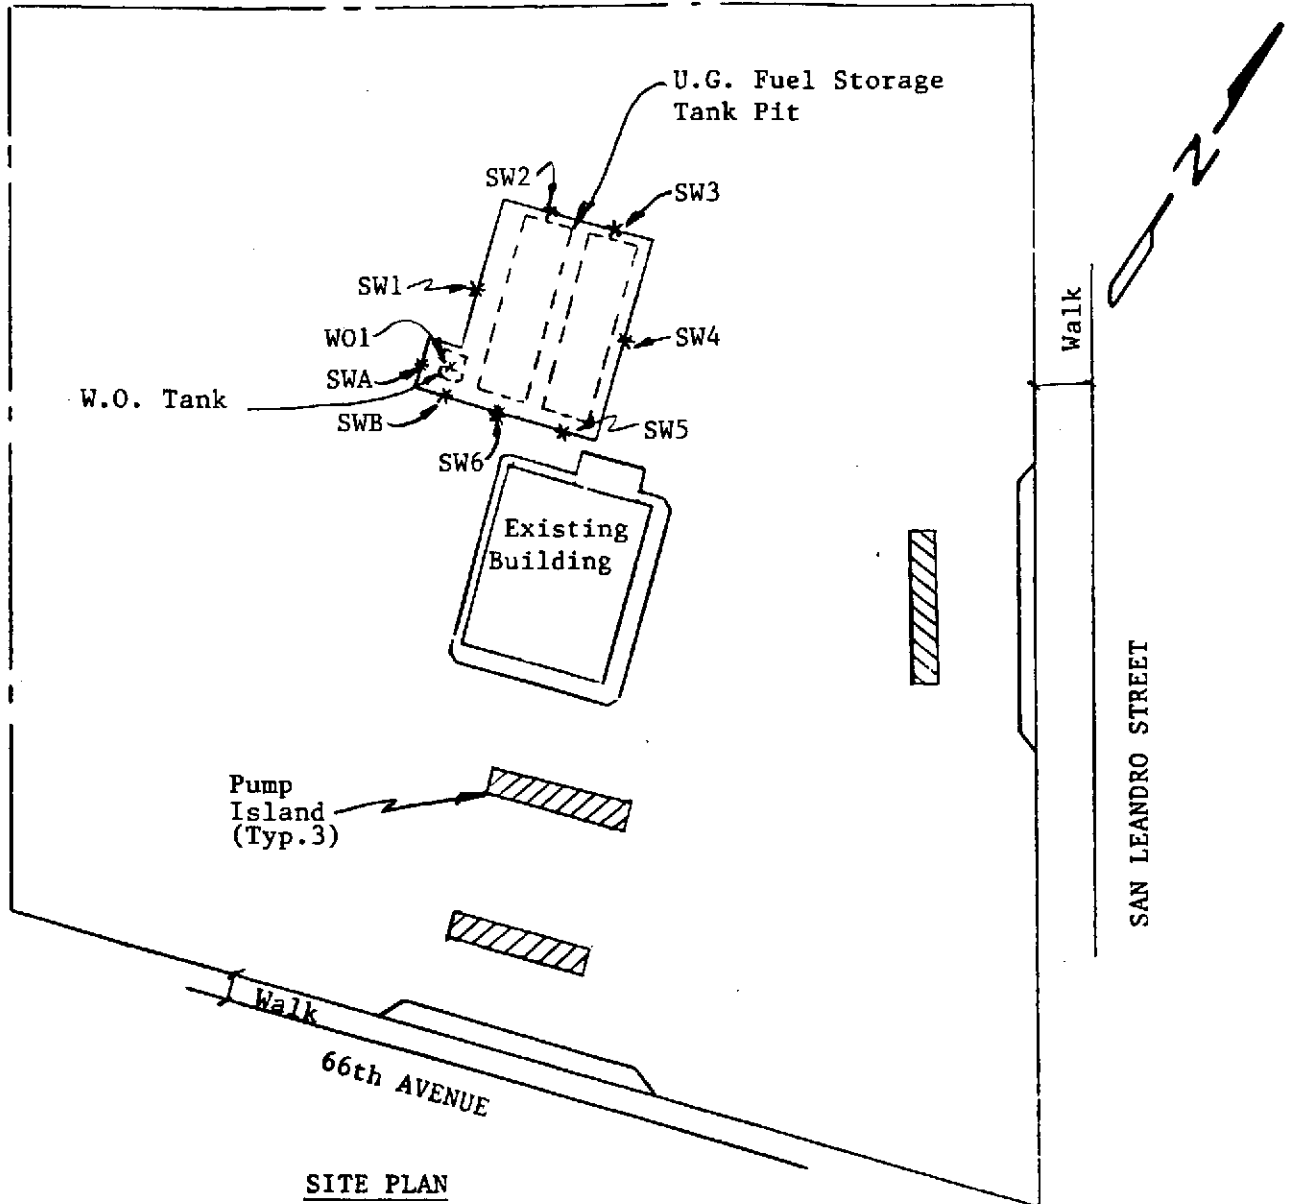 U.G. Fuel Storage
Tank Pit
SW2
SW3
N
SW1
Walk
WO1
SW4
SWA
W.O. Tank
SWB
SW5
SW6
Existing
Building
SAN LEANDRO STREET
Pump
Island
(Typ.3)
Walk
66th AVENUE
SITE PLAN